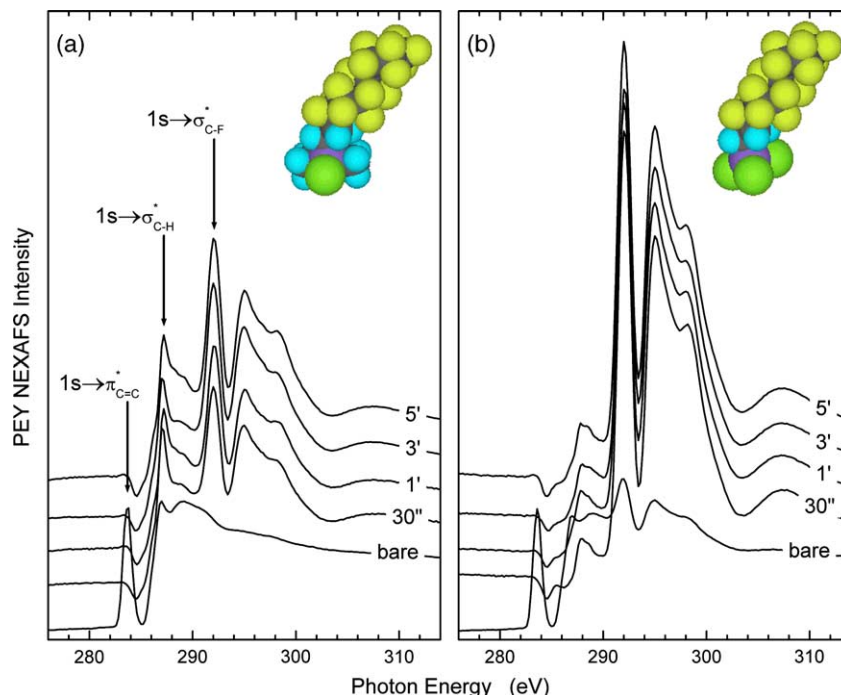 (a)
(b)
1s→σ*C-F
1s→σ*C-H
1s→π*C=C
PEY NEXAFS Intensity
5'
3'
1'
30"
bare
5'
3'
1'
30"
bare
280 290 300 310
280 290 300 310
Photon Energy (eV)